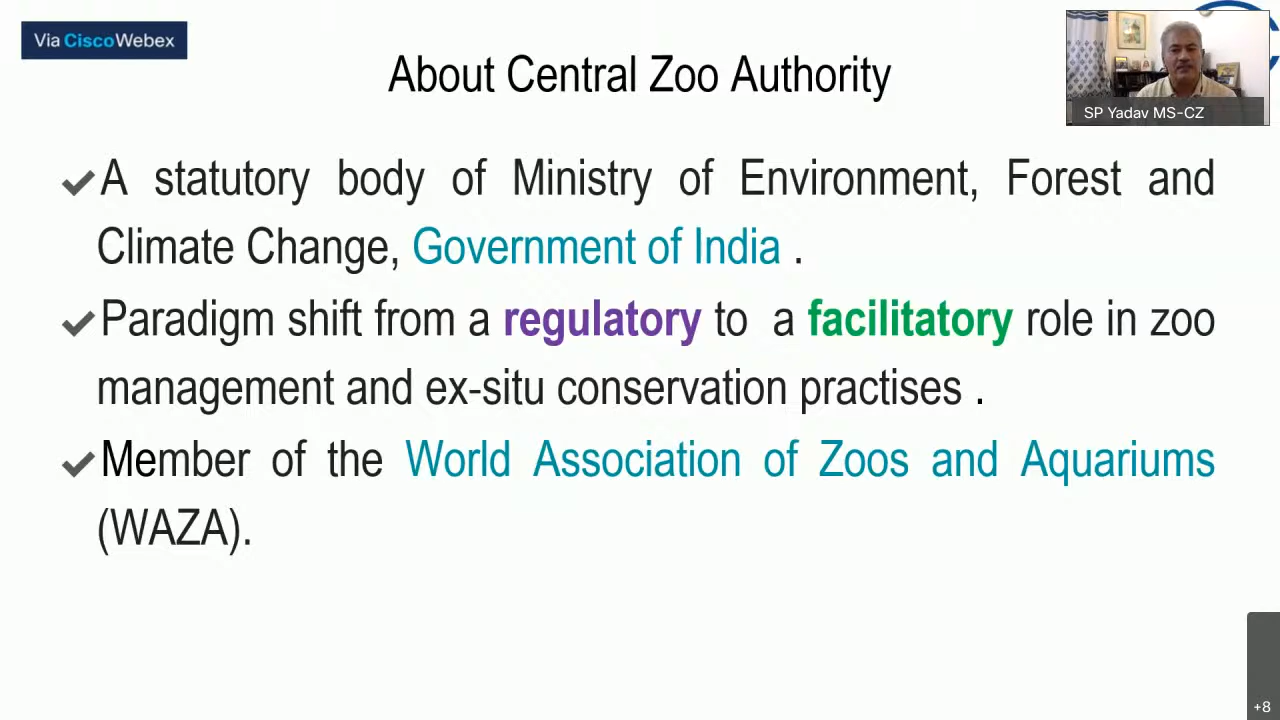 Via CiscoWebex
About Central Zoo Authority
SP Yadav MS-CZ
A statutory body of Ministry of Environment, Forest and
Climate Change, Government of India .
Paradigm shift from a regulatory to a facilitatory role in zoo
management and ex-situ conservation practises .
Member of the World Association of Zoos and Aquariums
(WAZA).
+8